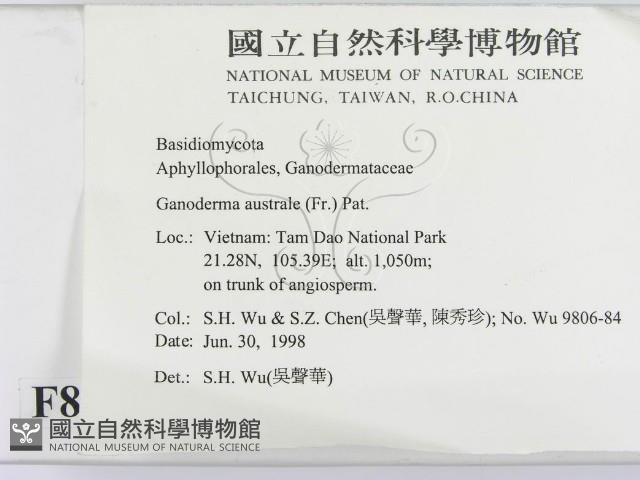 國立自然科學博物館
NATIONAL MUSEUM OF NATURAL SCIENCE
TAICHUNG, TAIWAN, R.O.CHINA
Basidiomycota
Aphyllophorales, Ganodermataceae
Ganoderma australe (Fr.) Pat.
Loc.: Vietnam: Tam Dao National Park
21.28N, 105.39E; alt. 1,050m;
on trunk of angiosperm.
Col.: S.H. Wu & S.Z. Chen(吳聲華, 陳秀珍); No. Wu 9806-84
Date: Jun. 30, 1998
Det.: S.H. Wu(吳聲華)
F8
國立自然科學博物館
NATIONAL MUSEUM OF NATURAL SCIENCE